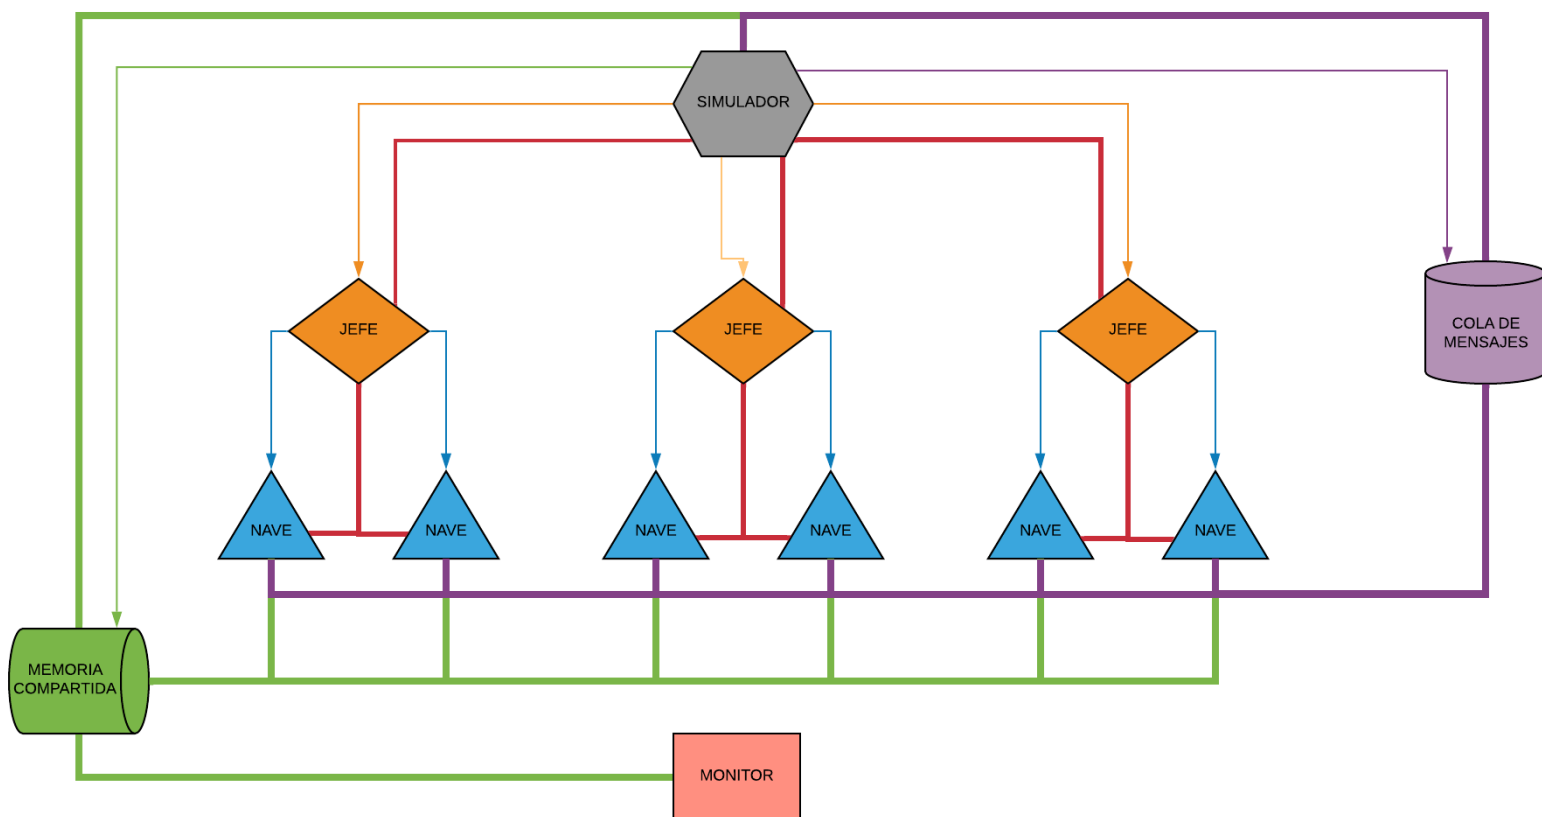 SIMULADOR
JEFE
JEFE
JEFE
COLA DE
MENSAJES
NAVE
NAVE
NAVE
NAVE
NAVE
NAVE
MEMORIA
COMPARTIDA
MONITOR